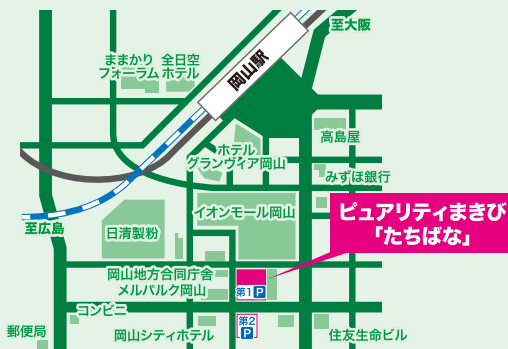 至大阪
ままかり
フォーラム
全日空
ホテル
岡山駅
高島屋
ホテル
グランヴィア岡山
みずほ銀行
イオンモール岡山
ピュアリティまきび
「たちばな」
至広島
日清製粉
岡山地方合同庁舎
メルパルク岡山
第1 P
コンビニ
第2
P
郵便局
岡山シティホテル
住友生命ビル